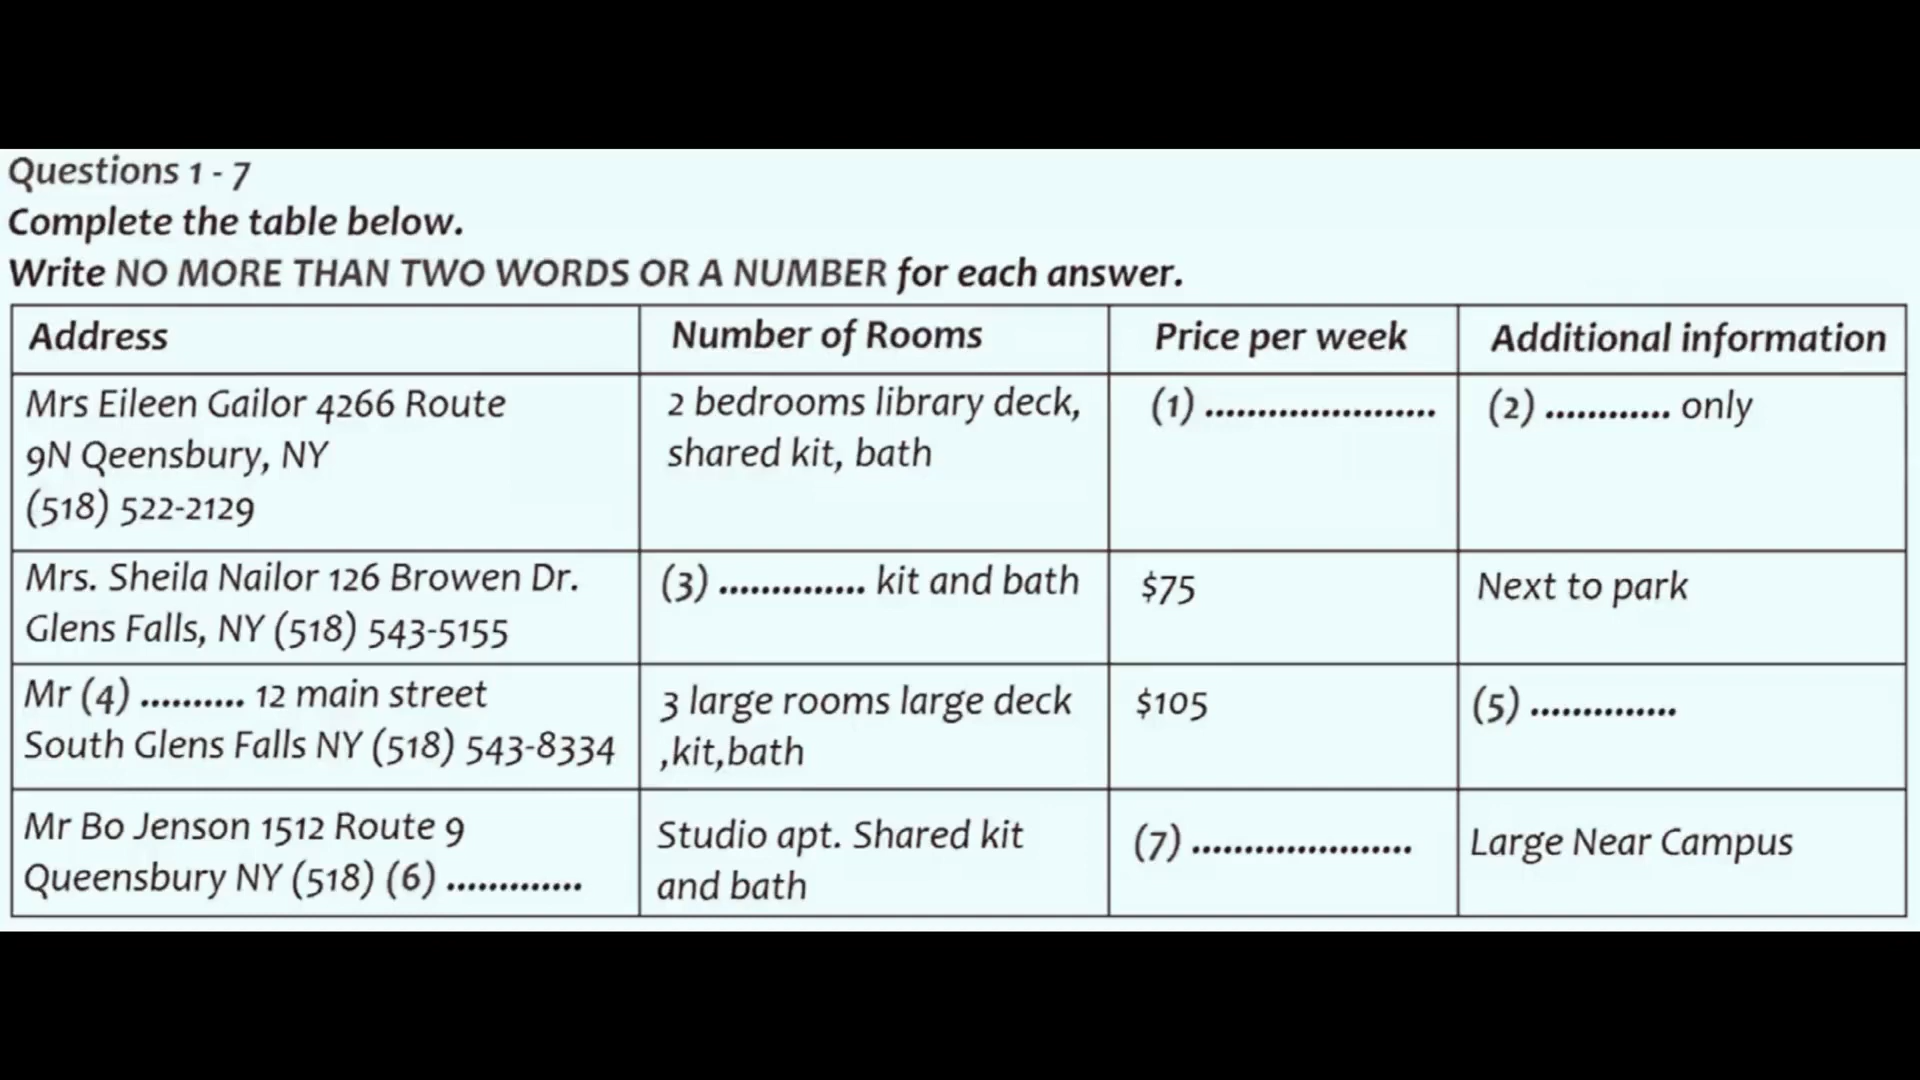 Questions 1 - 7
Complete the table below.
Write NO MORE THAN TWO WORDS OR A NUMBER for each answer.
Address
Number of Rooms
Price per week
Additional information
Mrs Eileen Gailor 4266 Route
9N Qeensbury, NY
(518) 522-2129
2 bedrooms library deck,
shared kit, bath
(1) ......................
(2) ............ only
Mrs. Sheila Nailor 126 Browen Dr.
Glens Falls, NY (518) 543-5155
(3) .............. kit and bath
$75
Next to park
Mr (4) .......... 12 main street
South Glens Falls NY (518) 543-8334
3 large rooms large deck
,kit,bath
$105
(5) ..............
Mr Bo Jenson 1512 Route 9
Queensbury NY (518) (6) .............
Studio apt. Shared kit
and bath
(7) .....................
Large Near Campus